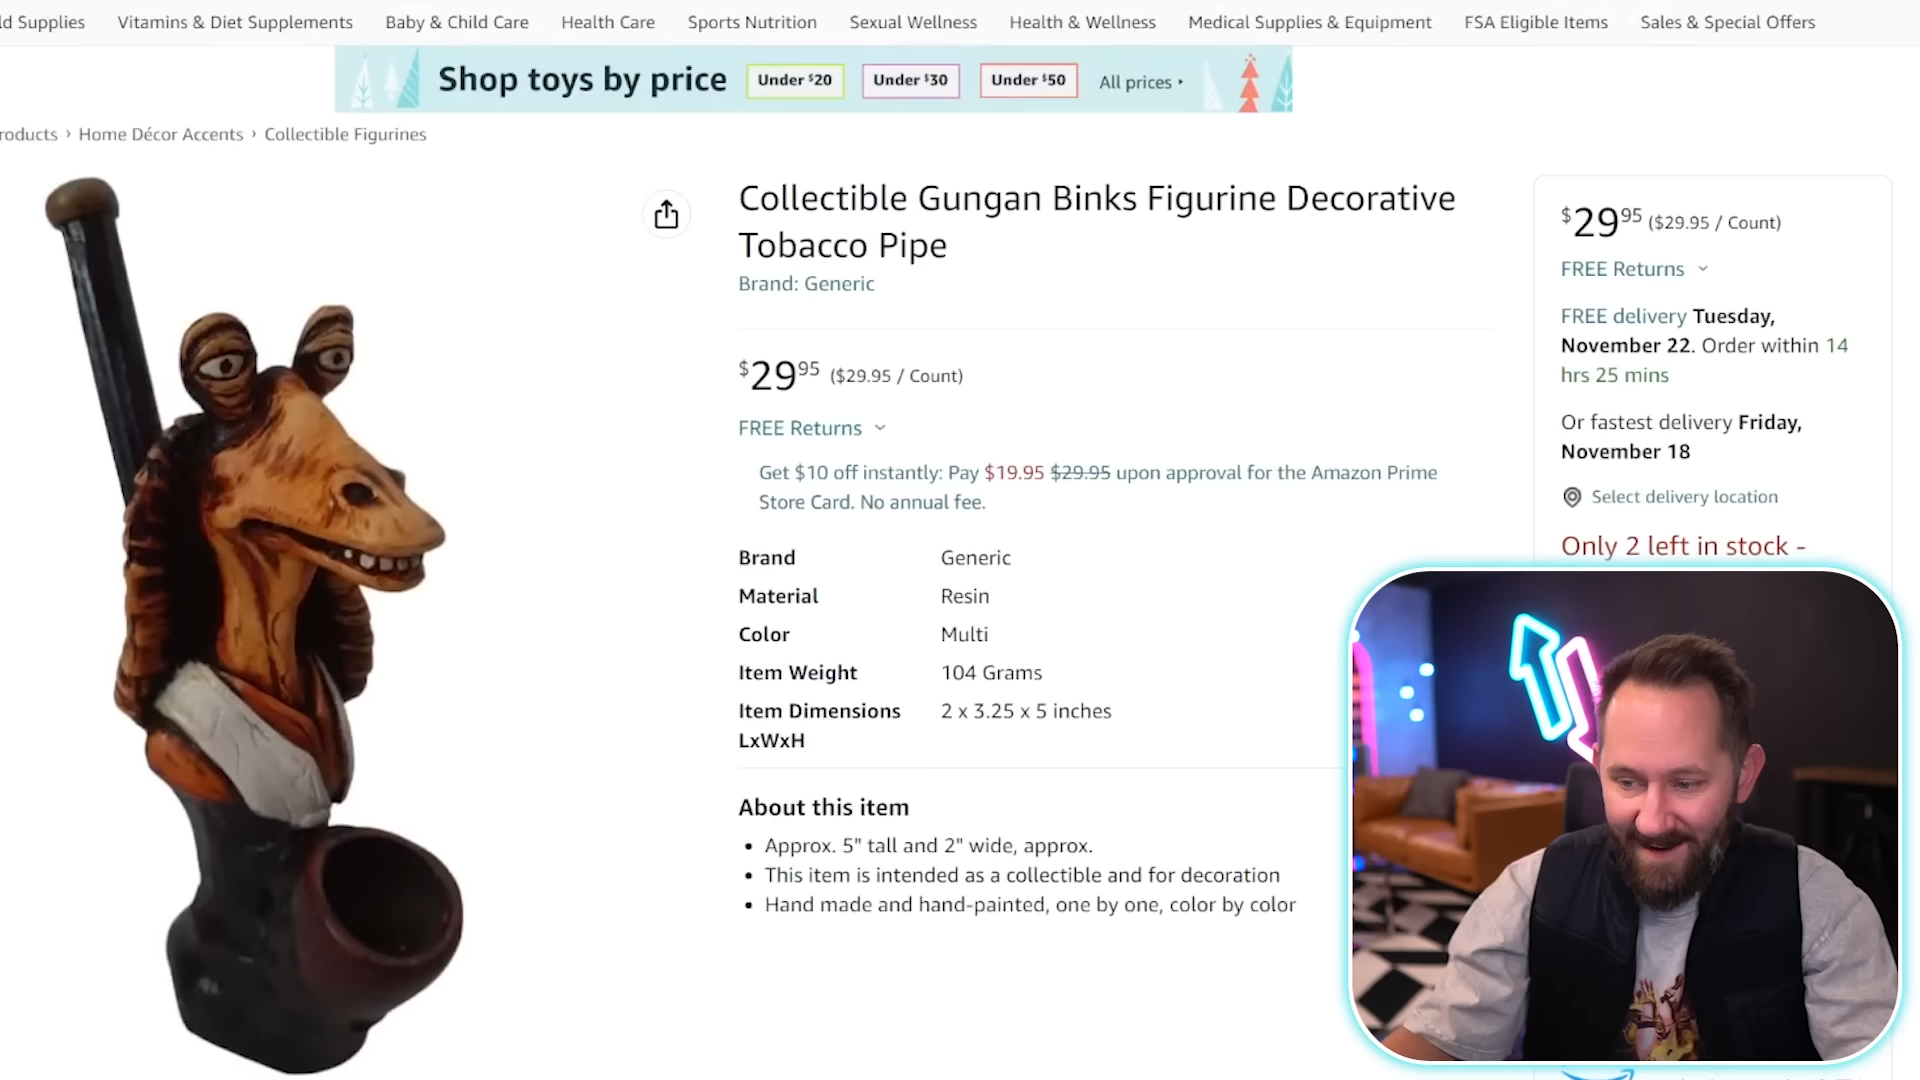 ld Supplies Vitamins & Diet Supplements Baby & Child Care Health Care Sports Nutrition Sexual Wellness Health & Wellness Medical Supplies & Equipment FSA Eligible Items Sales & Special Offers
Shop toys by price Under $20 Under $30 Under $50 All prices ▸
roducts › Home Décor Accents › Collectible Figurines
Collectible Gungan Binks Figurine Decorative
Tobacco Pipe
Brand: Generic
$29.95 ($29.95 / Count)
FREE Returns
Get $10 off instantly: Pay $19.95 $29.95 upon approval for the Amazon Prime
Store Card. No annual fee.
Brand Generic
Material Resin
Color Multi
Item Weight 104 Grams
Item Dimensions 2 x 3.25 x 5 inches
LxWxH
About this item
• Approx. 5" tall and 2" wide, approx.
• This item is intended as a collectible and for decoration
• Hand made and hand-painted, one by one, color by color
$29.95 ($29.95 / Count)
FREE Returns
FREE delivery Tuesday,
November 22. Order within 14
hrs 25 mins
Or fastest delivery Friday,
November 18
Select delivery location
Only 2 left in stock -